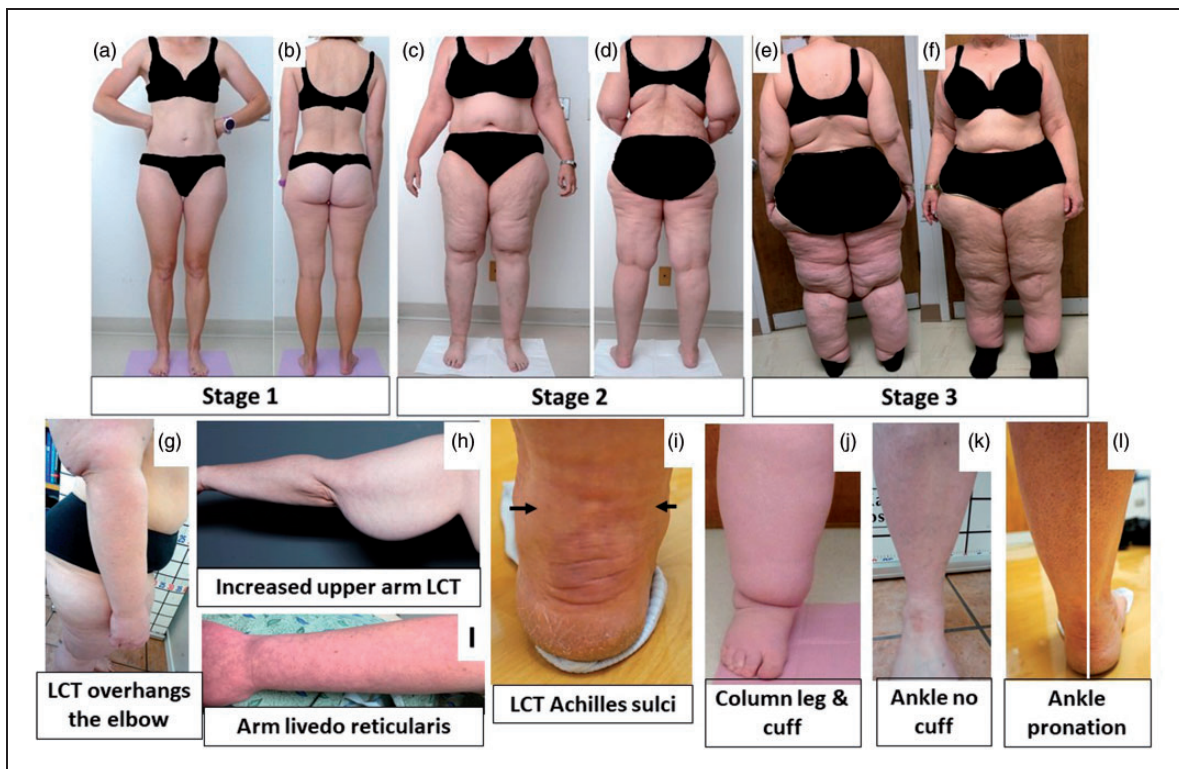 (a)
(b)
(c)
(d)
(e)
(f)
Stage 1
Stage 2
Stage 3
(g)
(h)
(i)
(j)
(k)
(l)
Increased upper arm LCT
I
LCT overhangs
the elbow
Arm livedo reticularis
LCT Achilles sulci
Column leg &
cuff
Ankle no
cuff
Ankle
pronation